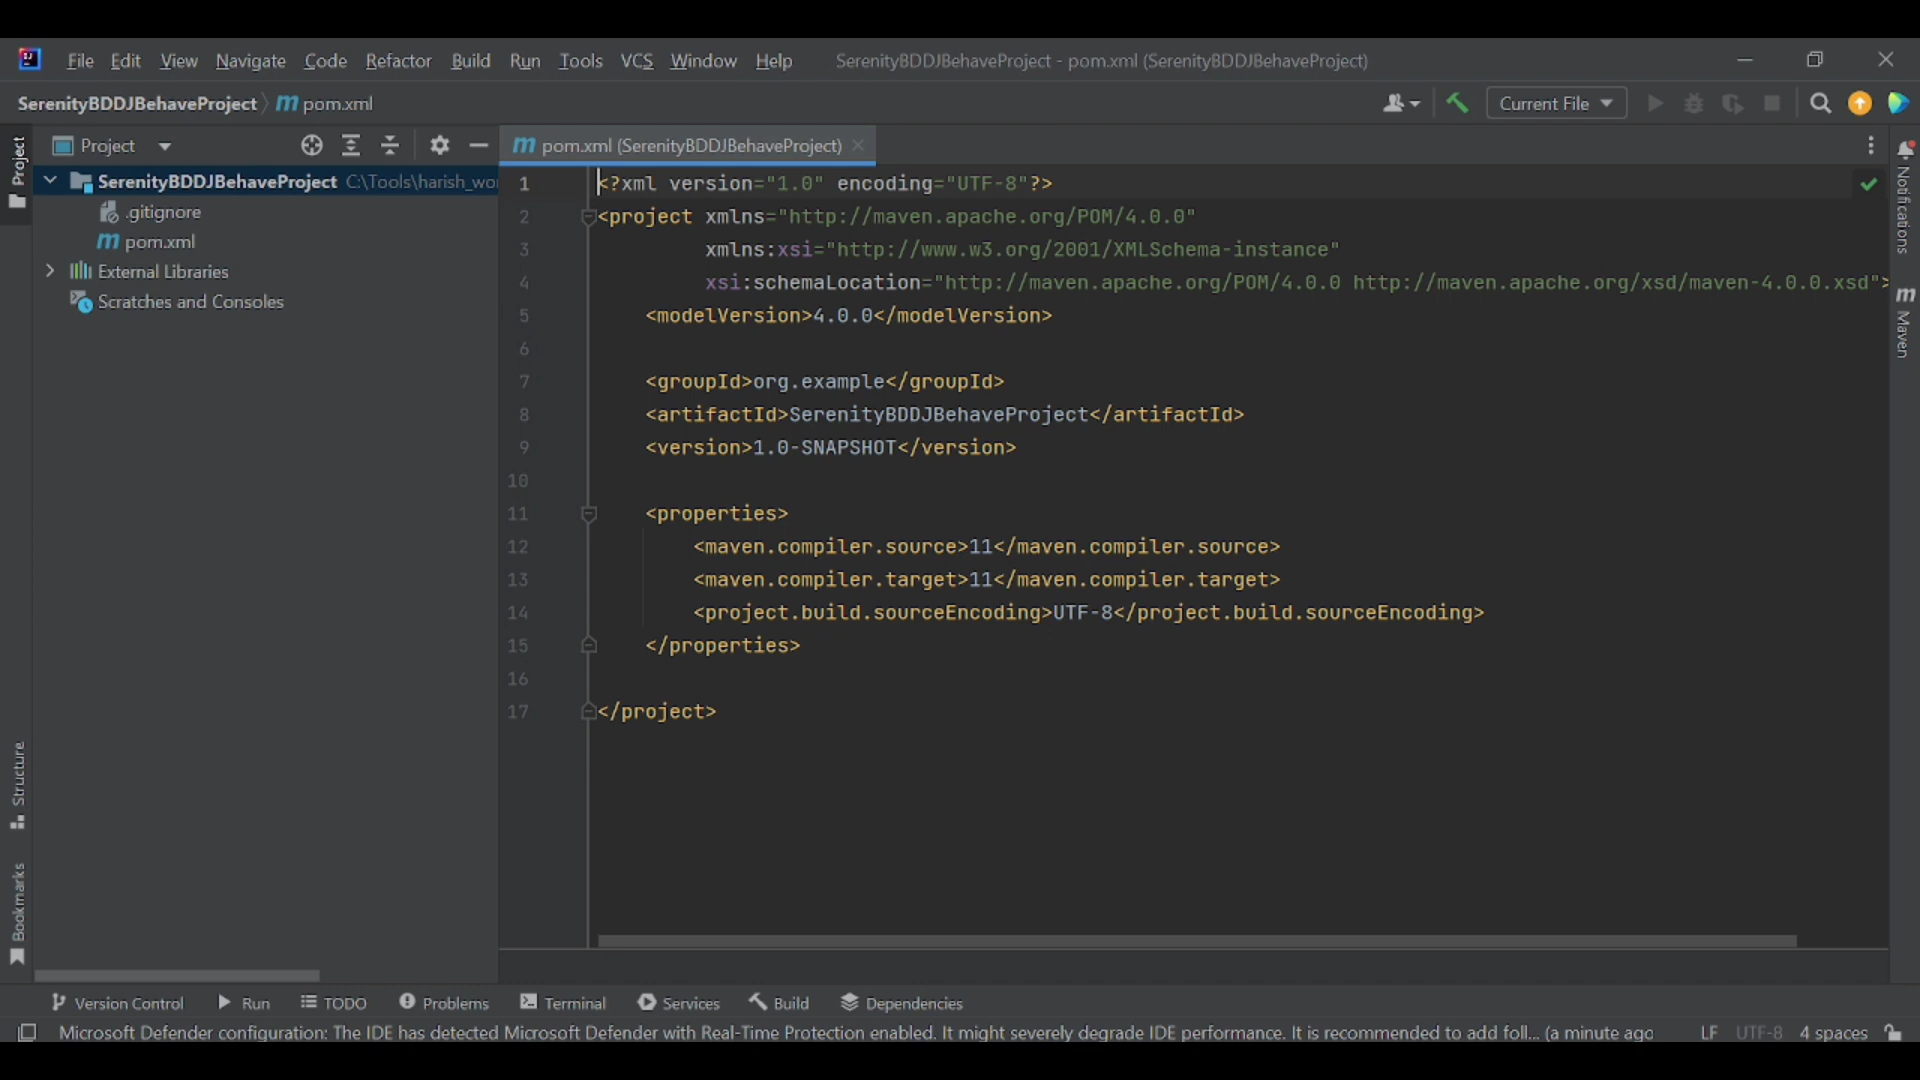 File Edit View Navigate Code Refactor Build Run Tools VCS Window Help SerenityBDDJBehaveProject - pom.xml (SerenityBDDJBehaveProject)
SerenityBDDJBehaveProject pom.xml Current File
Project
Project
SerenityBDDJBehaveProject C:\Tools\harish_wor
.gitignore
pom.xml
External Libraries
Scratches and Consoles
Structure
Bookmarks
pom.xml (SerenityBDDJBehaveProject)
1 <?xml version="1.0" encoding="UTF-8"?>
2 <project xmlns="http://maven.apache.org/POM/4.0.0"
3 xmlns:xsi="http://www.w3.org/2001/XMLSchema-instance"
4 xsi:schemaLocation="http://maven.apache.org/POM/4.0.0 http://maven.apache.org/xsd/maven-4.0.0.xsd">
5 <modelVersion>4.0.0</modelVersion>
6
7 <groupId>org.example</groupId>
8 <artifactId>SerenityBDDJBehaveProject</artifactId>
9 <version>1.0-SNAPSHOT</version>
10
11 <properties>
12 <maven.compiler.source>11</maven.compiler.source>
13 <maven.compiler.target>11</maven.compiler.target>
14 <project.build.sourceEncoding>UTF-8</project.build.sourceEncoding>
15 </properties>
16
17 </project>
Notifications
m Maven
Version Control Run TODO Problems Terminal Services Build Dependencies
Microsoft Defender configuration: The IDE has detected Microsoft Defender with Real-Time Protection enabled. It might severely degrade IDE performance. It is recommended to add foll... (a minute ago LF UTF-8 4 spaces